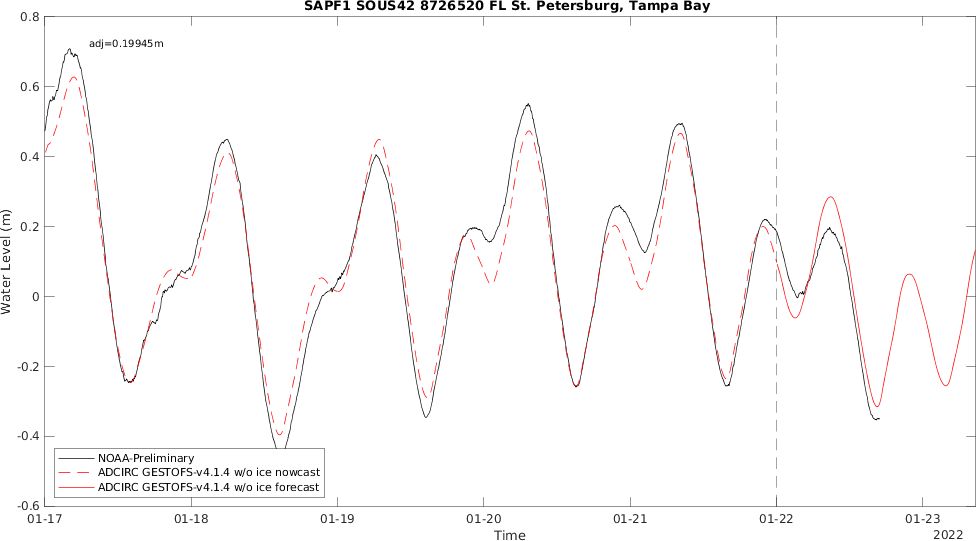 SAPF1 SOUS42 8726520 FL St. Petersburg, Tampa Bay
adj=0.19945m
0.8
0.6
0.4
0.2
0
-0.2
-0.4
-0.6
Water Level (m)
NOAA-Preliminary
ADCIRC GESTOFS-v4.1.4 w/o ice nowcast
ADCIRC GESTOFS-v4.1.4 w/o ice forecast
01-17 01-18 01-19 01-20 01-21 01-22 01-23
Time
2022